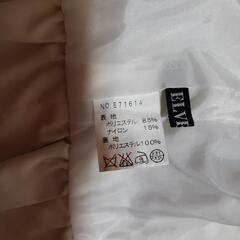 NO E71614
表 地
ポリエステル 85%
ナイロン 15%
裏 地
ポリエステル100%